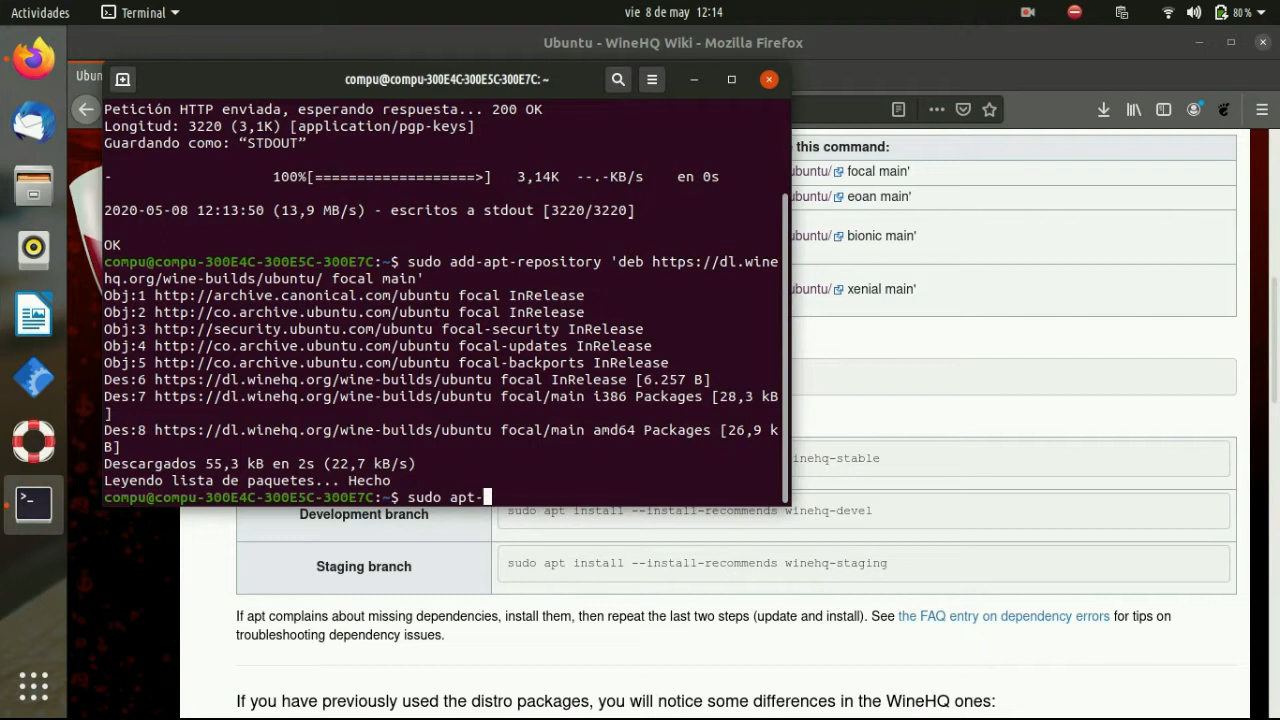 Actividades
Terminal
vie 8 de may 12:14
80 %
Ubuntu - WineHQ Wiki - Mozilla Firefox
Ubun
compu@compu-300E4C-300E5C-300E7C: ~
Petición HTTP enviada, esperando respuesta... 200 OK
Longitud: 3220 (3,1K) [application/pgp-keys]
Guardando como: “STDOUT”
- 100%[===================>] 3,14K --.-KB/s en 0s
2020-05-08 12:13:50 (13,9 MB/s) - escritos a stdout [3220/3220]
OK
compu@compu-300E4C-300E5C-300E7C:~$ sudo add-apt-repository 'deb https://dl.wine
hq.org/wine-builds/ubuntu/ focal main'
Obj:1 http://archive.canonical.com/ubuntu focal InRelease
Obj:2 http://co.archive.ubuntu.com/ubuntu focal InRelease
Obj:3 http://security.ubuntu.com/ubuntu focal-security InRelease
Obj:4 http://co.archive.ubuntu.com/ubuntu focal-updates InRelease
Obj:5 http://co.archive.ubuntu.com/ubuntu focal-backports InRelease
Des:6 https://dl.winehq.org/wine-builds/ubuntu focal InRelease [6.257 B]
Des:7 https://dl.winehq.org/wine-builds/ubuntu focal/main i386 Packages [28,3 kB
]
Des:8 https://dl.winehq.org/wine-builds/ubuntu focal/main amd64 Packages [26,9 k
B]
Descargados 55,3 kB en 2s (22,7 kB/s)
Leyendo lista de paquetes... Hecho
compu@compu-300E4C-300E5C-300E7C:~$ sudo apt-
this command:
ubuntu/ focal main'
ubuntu/ eoan main'
ubuntu/ bionic main'
ubuntu/ xenial main'
winehq-stable
Development branch
sudo apt install --install-recommends winehq-devel
Staging branch
sudo apt install --install-recommends winehq-staging
If apt complains about missing dependencies, install them, then repeat the last two steps (update and install). See the FAQ entry on dependency errors for tips on
troubleshooting dependency issues.
If you have previously used the distro packages, you will notice some differences in the WineHQ ones: